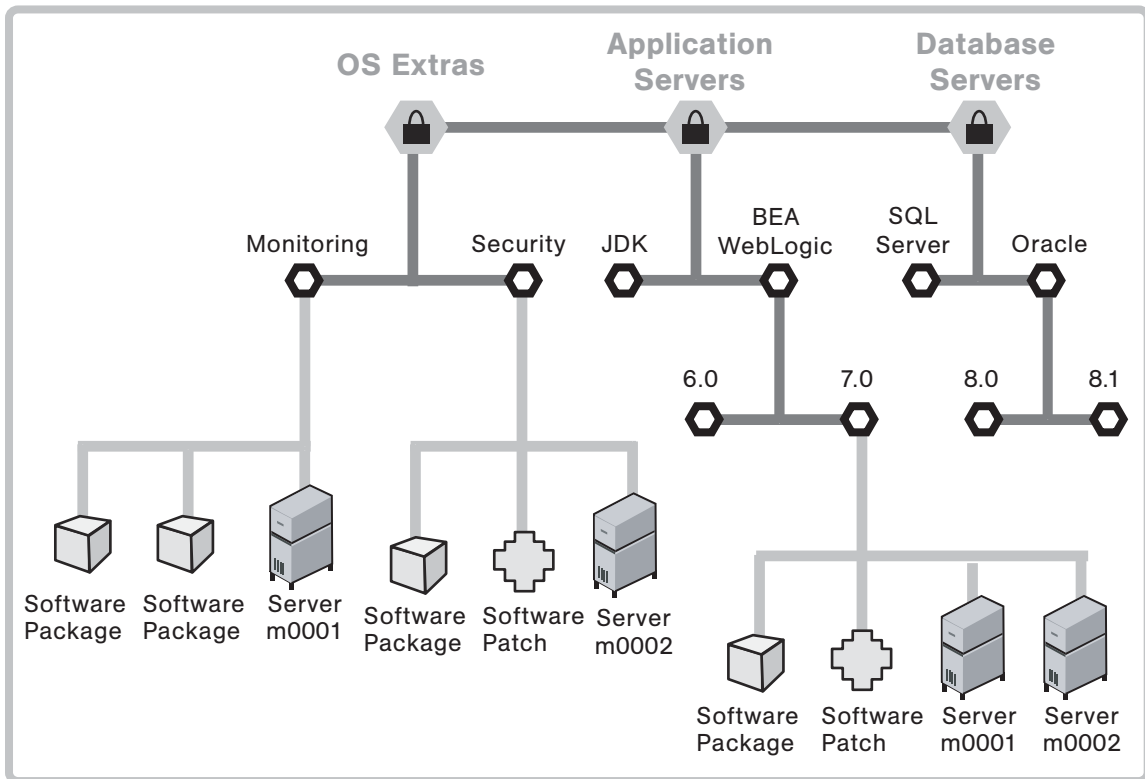 OS Extras
Application
Servers
Database
Servers
Monitoring
Security
JDK
BEA
WebLogic
SQL
Server
Oracle
6.0
7.0
8.0
8.1
Software
Package
Software
Package
Server
m0001
Software
Package
Software
Patch
Server
m0002
Software
Package
Software
Patch
Server
m0001
Server
m0002